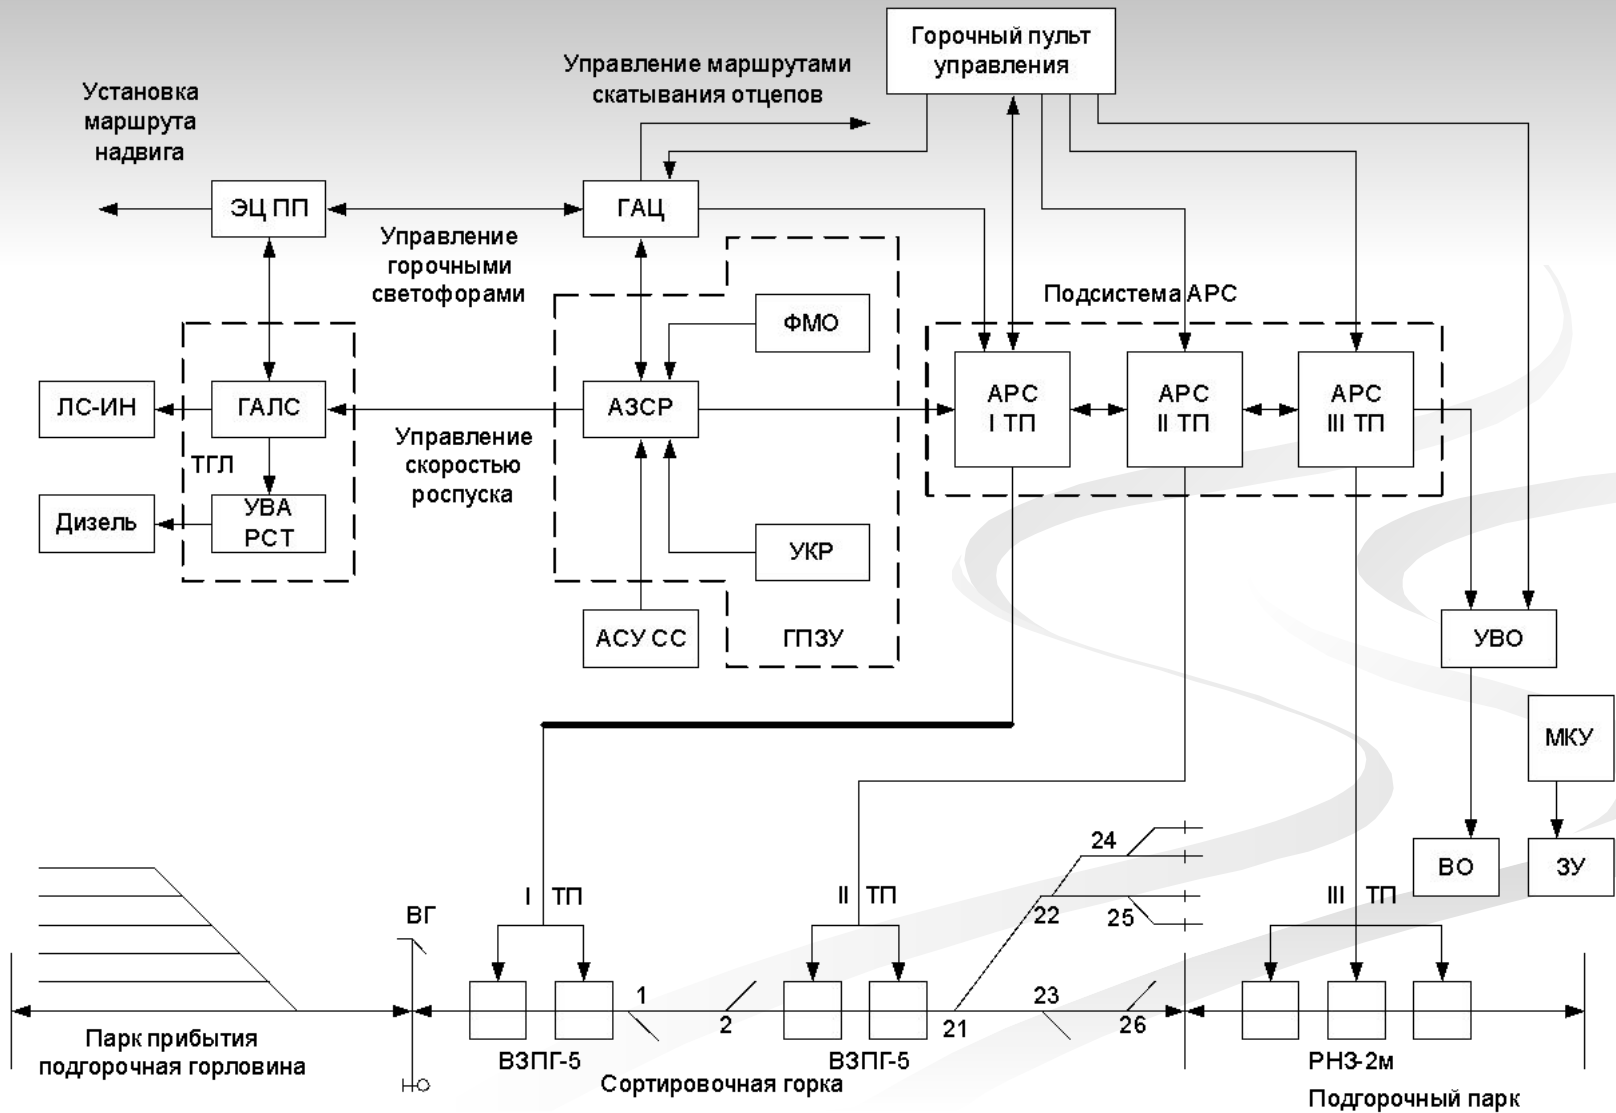 Горочный пульт
управления
Управление маршрутами
скатывания отцепов
Установка
маршрута
надвига
ЭЦ ПП
ГАЦ
Управление
горочными
светофорами
Подсистема АРС
ФМО
ЛС-ИН
ГАЛС
АЗСР
АРС
I ТП
АРС
II ТП
АРС
III ТП
Управление
скоростью
роспуска
ТГЛ
Дизель
УВА
РСТ
УКР
АСУ СС
ГПЗУ
УВО
МКУ
ВО
ЗУ
24
I ТП
II ТП
III ТП
ВГ
22
25
1
2
21
23
26
Парк прибытия
подгорочная горловина
ВЗПГ-5
ВЗПГ-5
РНЗ-2м
Сортировочная горка
Подгорочный парк